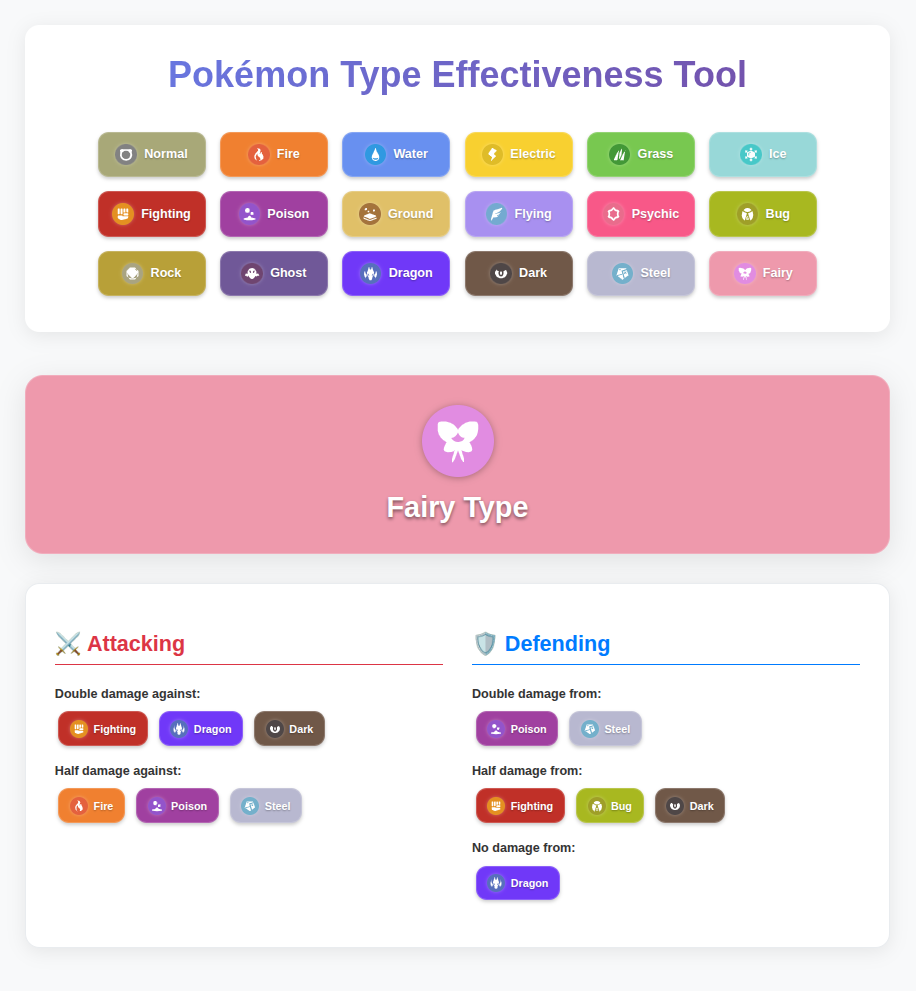 Pokémon Type Effectiveness Tool
Normal Fire Water Electric Grass Ice
Fighting Poison Ground Flying Psychic Bug
Rock Ghost Dragon Dark Steel Fairy
Fairy Type
Attacking
Double damage against:
Fighting Dragon Dark
Half damage against:
Fire Poison Steel
Defending
Double damage from:
Poison Steel
Half damage from:
Fighting Bug Dark
No damage from:
Dragon